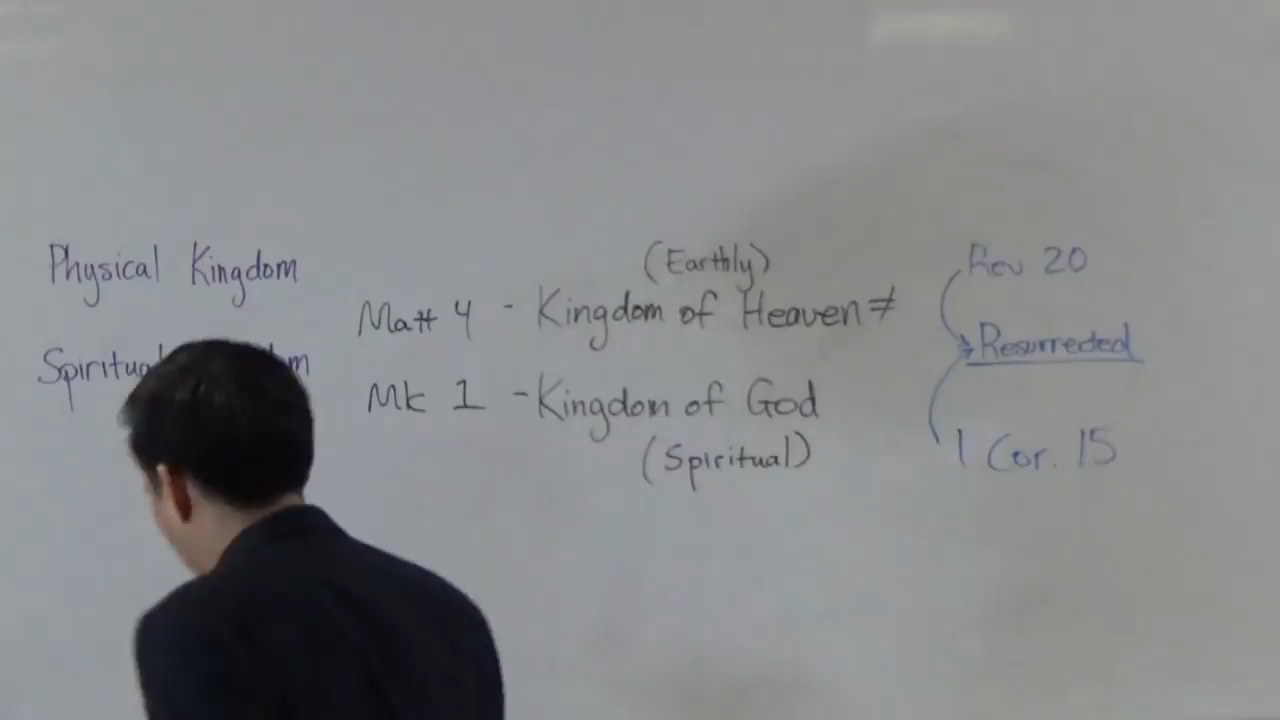 Physical Kingdom
Spiritual
(Earthly)
Matt 4 - Kingdom of Heaven ≠
Mk 1 - Kingdom of God
(Spiritual)
Rev 20
Resurrected
1 Cor. 15